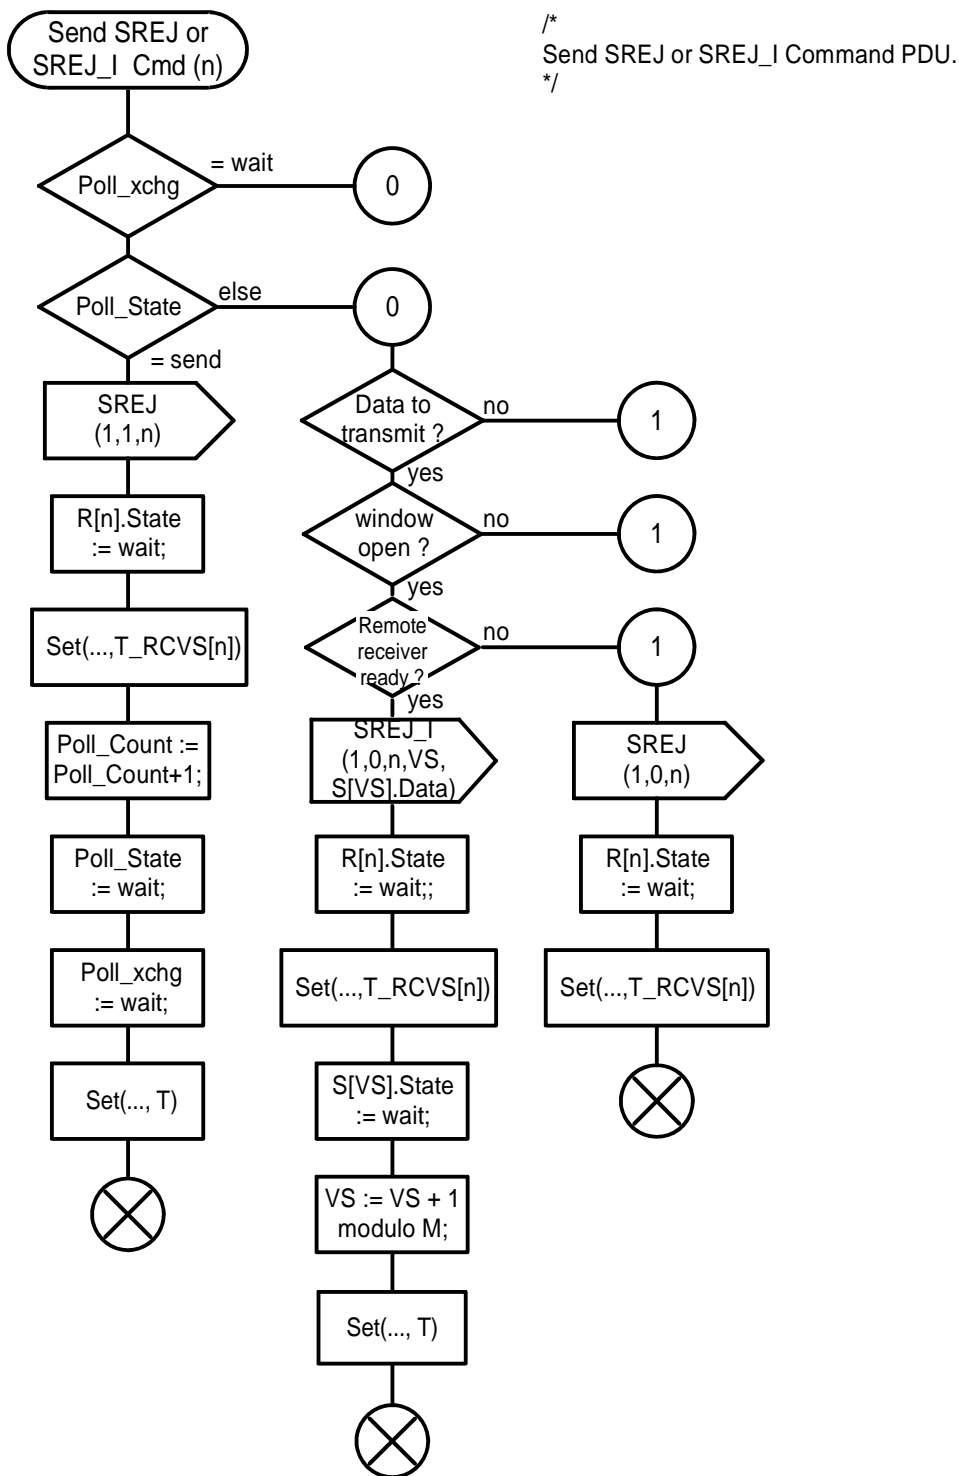 Send SREJ or
SREJ_I Cmd (n)
/*
Send SREJ or SREJ_I Command PDU.
*/
Poll_xchg
= wait
0
Poll_State
else
0
= send
SREJ
(1,1,n)
R[n].State
:= wait;
Set(...,T_RCVS[n])
Poll_Count :=
Poll_Count+1;
Poll_State
:= wait;
Poll_xchg
:= wait;
Set(..., T)
Data to
transmit ?
no
1
yes
window
open ?
no
1
yes
Remote
receiver
ready ?
no
1
yes
SREJ_I
(1,0,n,VS,
S[VS].Data)
R[n].State
:= wait;;
Set(...,T_RCVS[n])
S[VS].State
:= wait;
VS := VS + 1
modulo M;
Set(..., T)
SREJ
(1,0,n)
R[n].State
:= wait;
Set(...,T_RCVS[n])